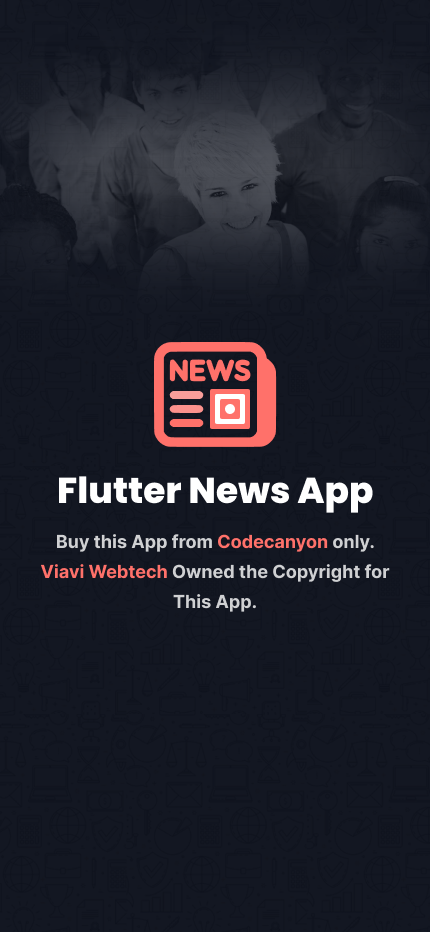 NEWS
Flutter News App
Buy this App from Codecanyon only.
Viavi Webtech Owned the Copyright for
This App.